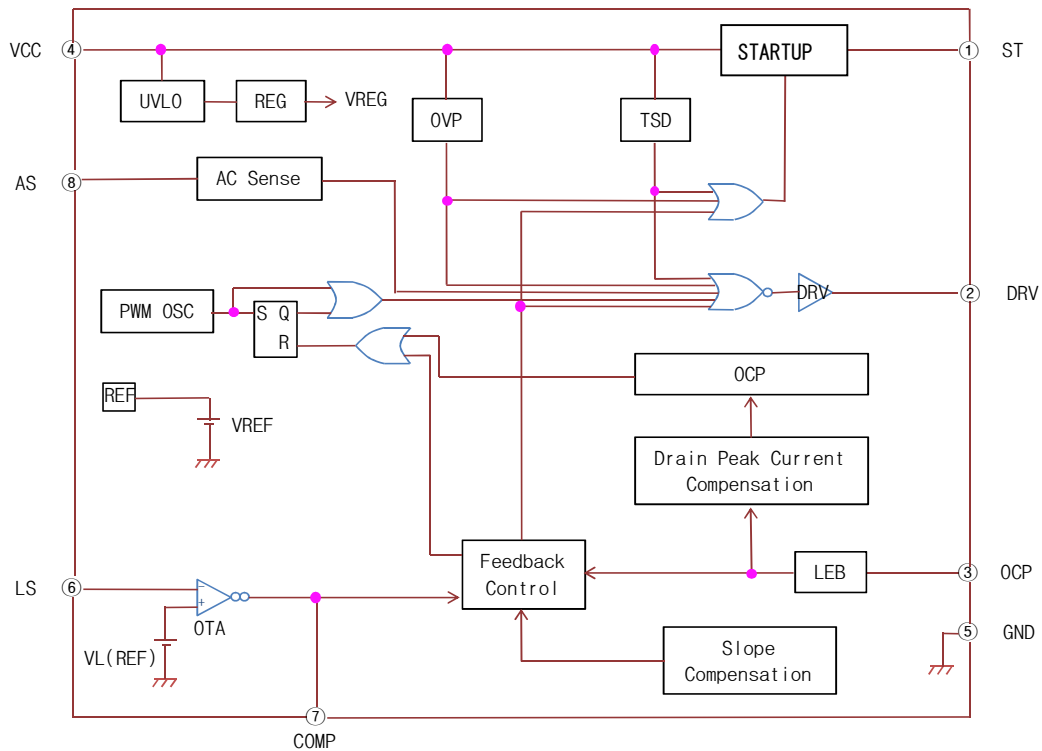 VCC
④
STARTUP
①
ST
UVLO
REG
VREG
OVP
TSD
AS
⑧
AC Sense
PWM OSC
S Q
R
DRV
②
DRV
OCP
REF
VREF
Drain Peak Current
Compensation
Feedback
Control
LEB
③
OCP
LS
⑥
−
+
OTA
VL(REF)
⑤
GND
Slope
Compensation
⑦
COMP